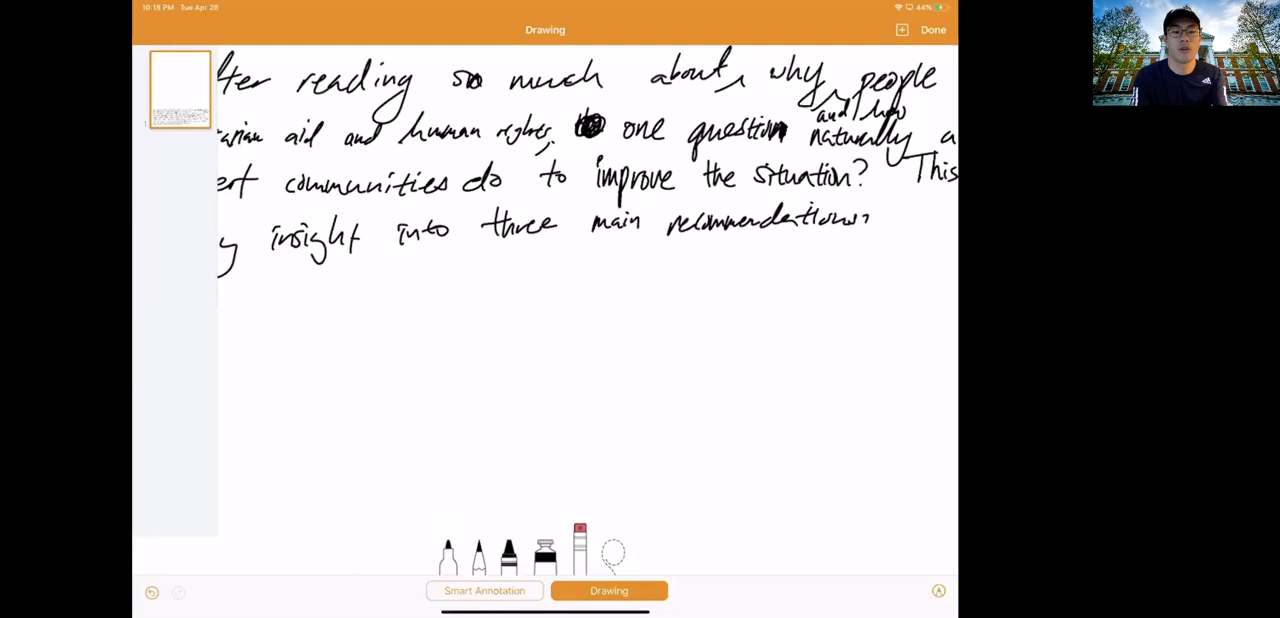 10:18 PM Tue Apr 28
44%
Drawing
Done
fter reading so much about why people
and how
arian aid and human rights, one question naturally a
ert communities do to improve the situation? This
y insight into three main recommendations,
Smart Annotation
Drawing